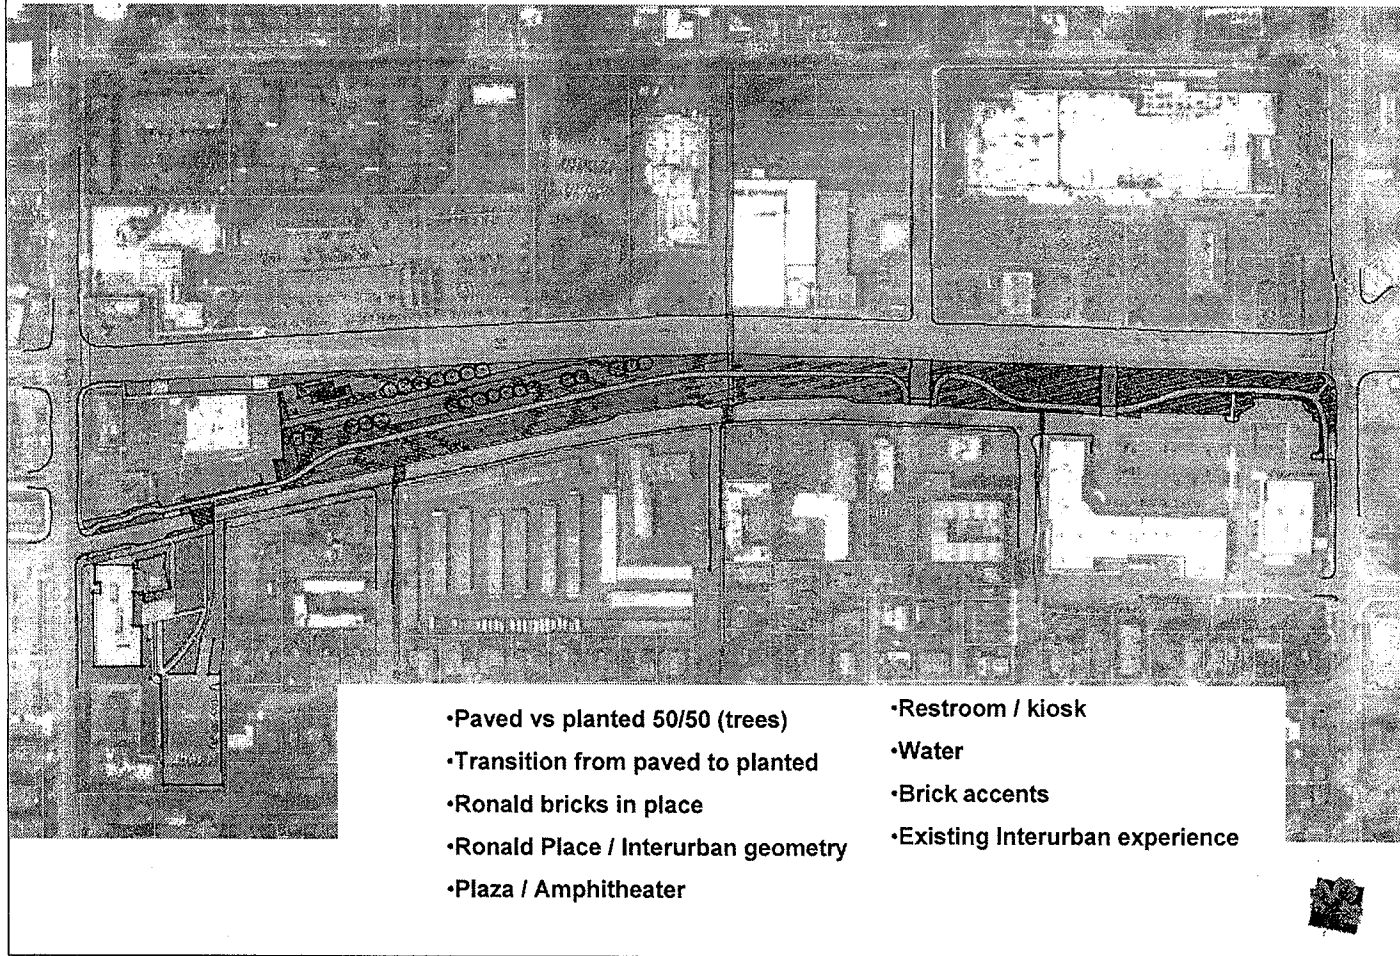 •Paved vs planted 50/50 (trees)
•Transition from paved to planted
•Ronald bricks in place
•Ronald Place / Interurban geometry
•Plaza / Amphitheater
•Restroom / kiosk
•Water
•Brick accents
•Existing Interurban experience